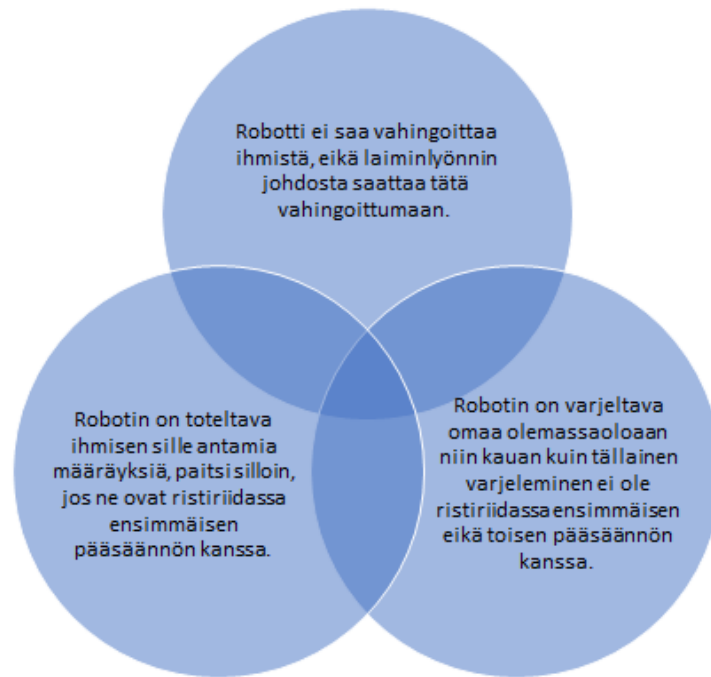 Robotti ei saa vahingoittaa
ihmistä, eikä laiminlyönnin
johdosta saattaa tätä
vahingoittumaan.
Robotin on toteltava
ihmisen sille antamia
määräyksiä, paitsi silloin,
jos ne ovat ristiriidassa
ensimmäisen
pääsäännön kanssa.
Robotin on varjeltava
omaa olemassaoloaan
niin kauan kuin tällainen
varjeleminen ei ole
ristiriidassa ensimmäisen
eikä toisen pääsäännön
kanssa.